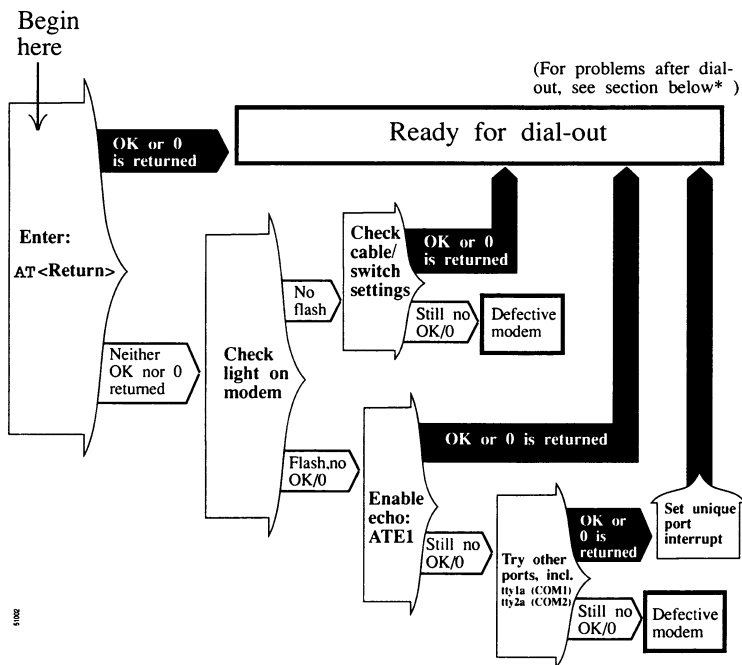 Begin
here
(For problems after dial-
out, see section below* )
Ready for dial-out
OK or 0
is returned
Enter:
AT<Return>
Neither
OK nor 0
returned
Check
light on
modem
No
flash
Check
cable/
switch
settings
OK or 0
is returned
Still no
OK/0
Defective
modem
Flash,no
OK/0
Enable
echo:
ATE1
OK or 0 is returned
Still no
OK/0
Try other
ports, incl.
tty1a (COM1)
tty2a (COM2)
OK or
0 is
returned
Set unique
port
interrupt
Still no
OK/0
Defective
modem
51002